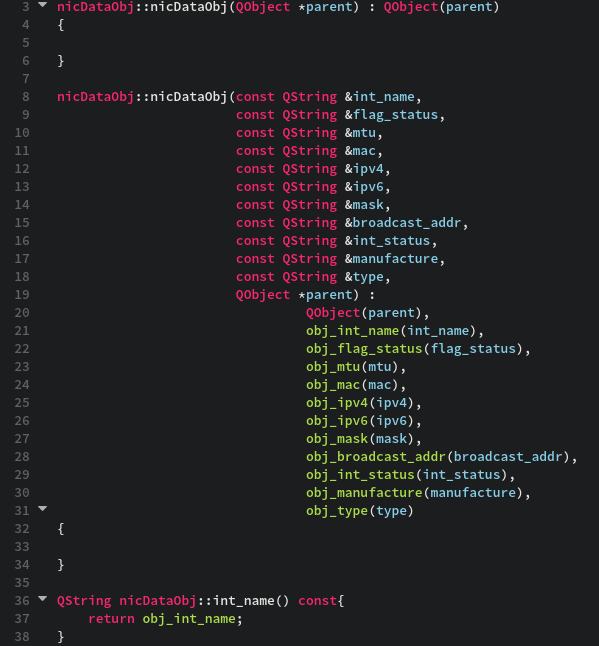 3 nicDataObj::nicDataObj(QObject *parent) : QObject(parent)
4 {
5
6 }
7
8 nicDataObj::nicDataObj(const QString &int_name,
9                        const QString &flag_status,
10                        const QString &mtu,
11                        const QString &mac,
12                        const QString &ipv4,
13                        const QString &ipv6,
14                        const QString &mask,
15                        const QString &broadcast_addr,
16                        const QString &int_status,
17                        const QString &manufacture,
18                        const QString &type,
19                        QObject *parent) :
20                                 QObject(parent),
21                                 obj_int_name(int_name),
22                                 obj_flag_status(flag_status),
23                                 obj_mtu(mtu),
24                                 obj_mac(mac),
25                                 obj_ipv4(ipv4),
26                                 obj_ipv6(ipv6),
27                                 obj_mask(mask),
28                                 obj_broadcast_addr(broadcast_addr),
29                                 obj_int_status(int_status),
30                                 obj_manufacture(manufacture),
31                                 obj_type(type)
32 {
33
34 }
35
36 QString nicDataObj::int_name() const{
37     return obj_int_name;
38 }